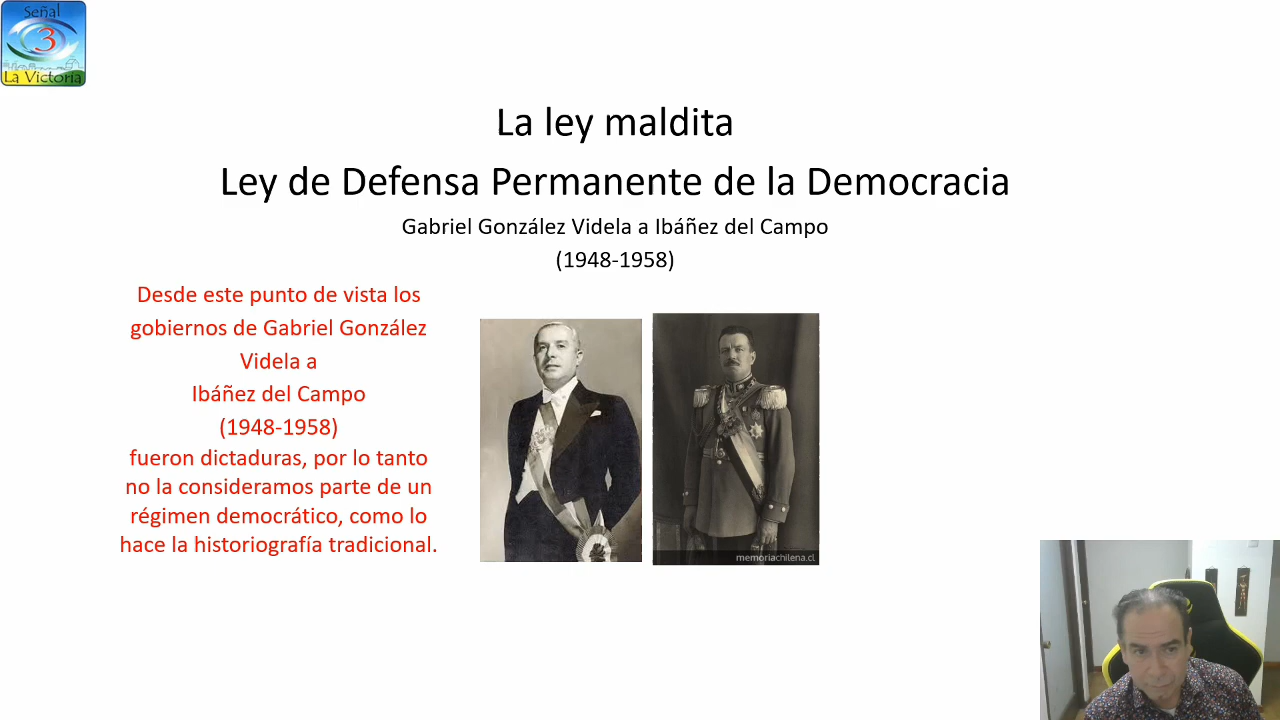 Señal
3
La Victoria
La ley maldita
Ley de Defensa Permanente de la Democracia
Gabriel González Videla a Ibáñez del Campo
(1948-1958)
Desde este punto de vista los
gobiernos de Gabriel González
Videla a
Ibáñez del Campo
(1948-1958)
fueron dictaduras, por lo tanto
no la consideramos parte de un
régimen democrático, como lo
hace la historiografía tradicional.
memoriachilena.cl